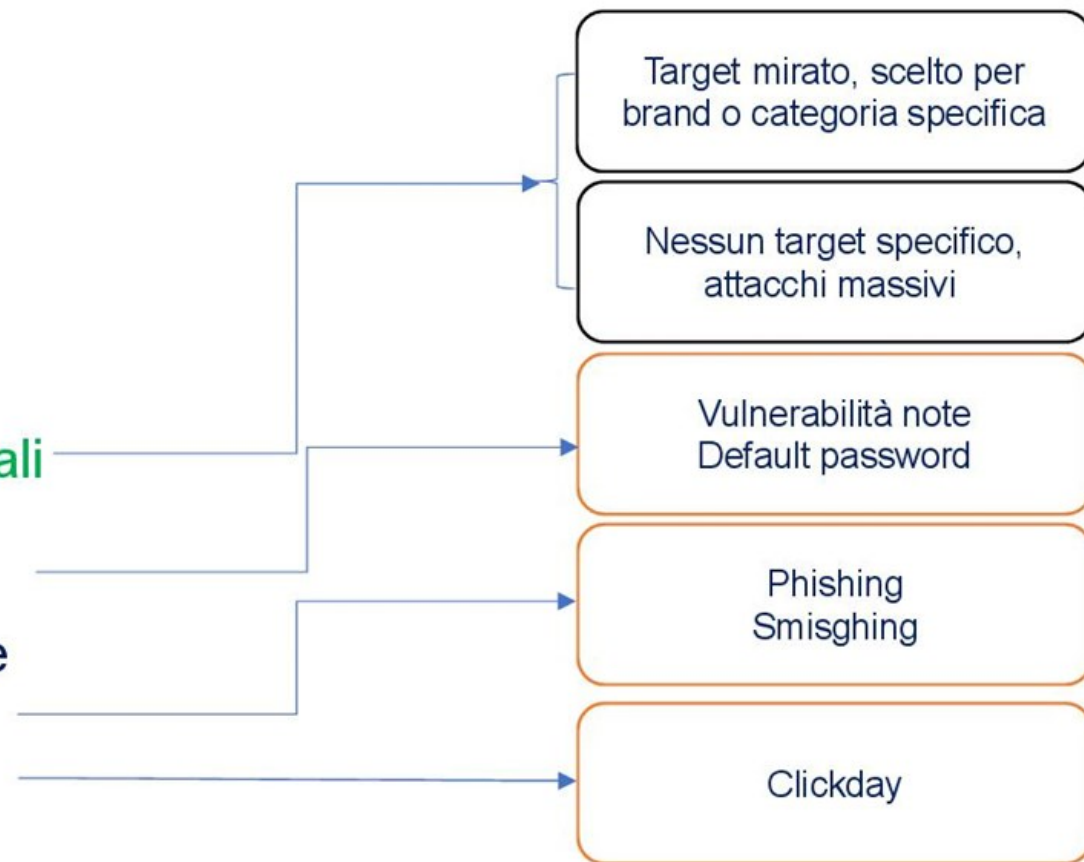 Target mirato, scelto per
brand o categoria specifica
Nessun target specifico,
attacchi massivi
ali
Vulnerabilità note
Default password
Phishing
Smisghing
e
Clickday